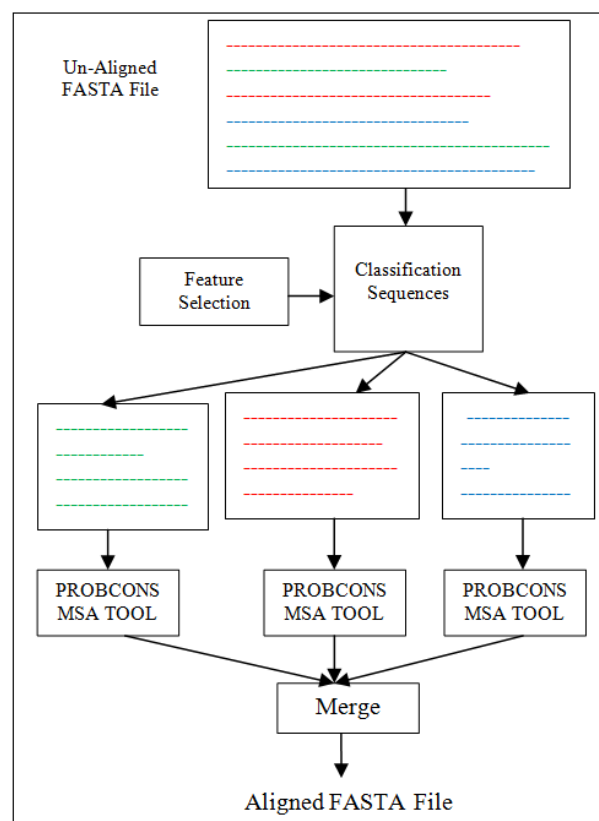 Un-Aligned
FASTA File
Feature
Selection
Classification
Sequences
PROBCONS
MSA TOOL
PROBCONS
MSA TOOL
PROBCONS
MSA TOOL
Merge
Aligned FASTA File